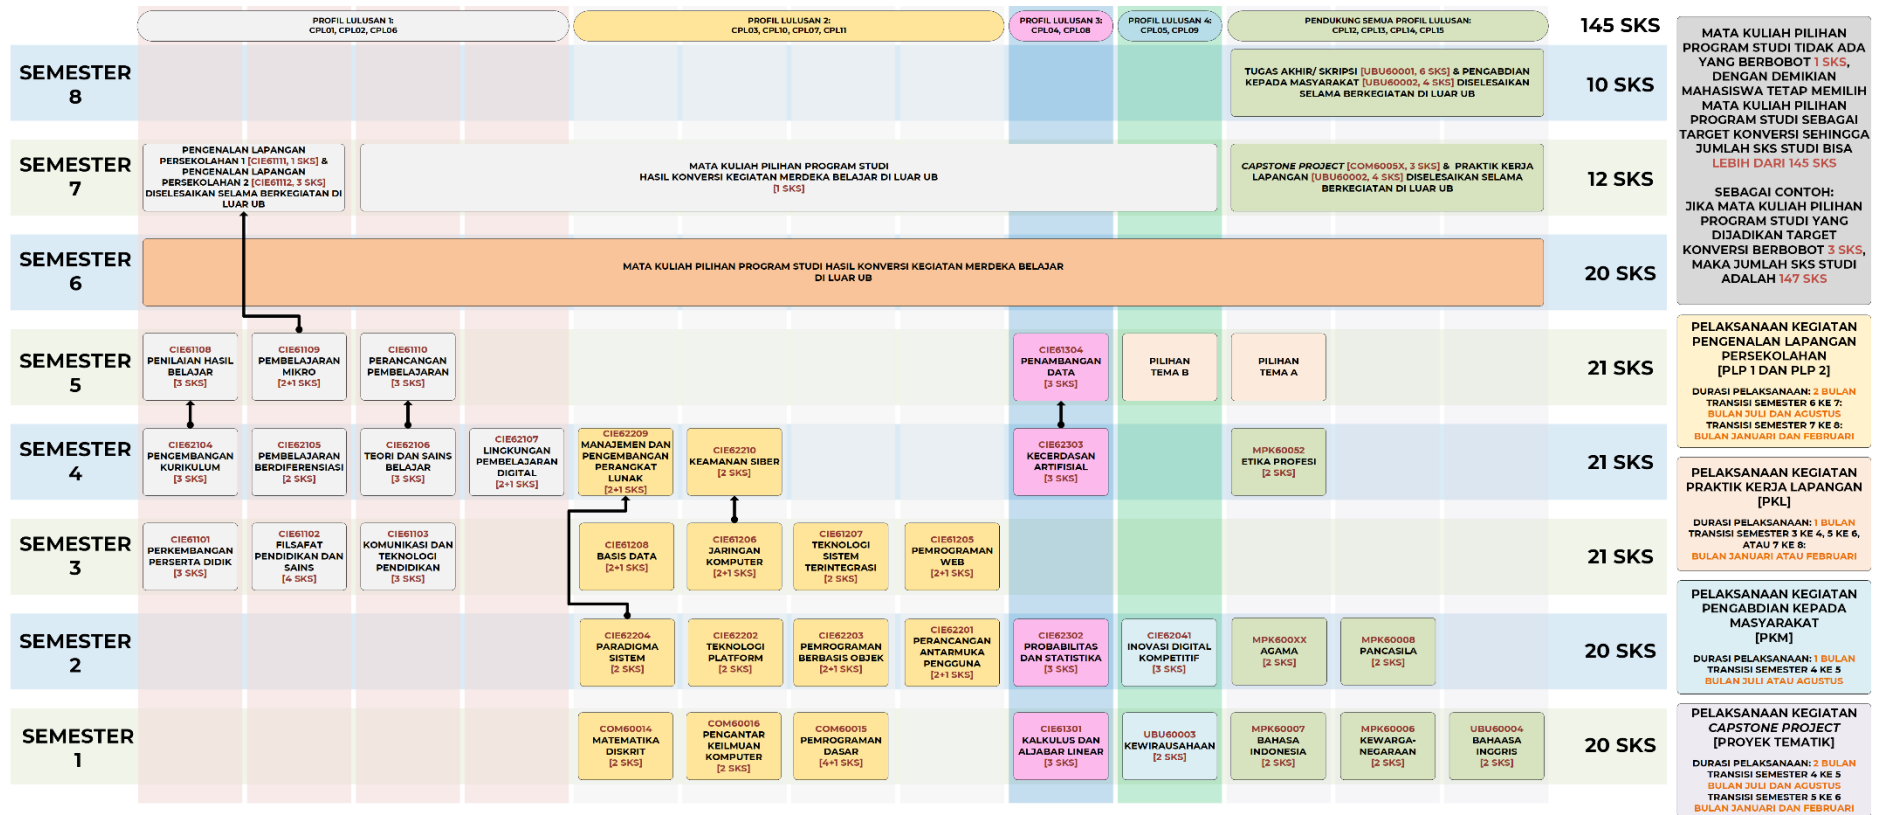 PROFIL LULUSAN 1:
CPL01, CPL02, CPL06
PROFIL LULUSAN 2:
CPL03, CPL10, CPL07, CPL11
PROFIL LULUSAN 3:
CPL04, CPL08
PROFIL LULUSAN 4:
CPL05, CPL09
PENDUKUNG SEMUA PROFIL LULUSAN:
CPL12, CPL13, CPL14, CPL15
145 SKS
SEMESTER
8
TUGAS AKHIR/ SKRIPSI [UBU60001, 6 SKS] & PENGABDIAN
KEPADA MASYARAKAT [UBU60002, 4 SKS] DISELESAIKAN
SELAMA BERKEGIATAN DI LUAR UB
10 SKS
SEMESTER
7
PENGENALAN LAPANGAN
PERSEKOLAHAN 1 [CIE61111, 1 SKS] &
PENGENALAN LAPANGAN
PERSEKOLAHAN 2 [CIE61112, 3 SKS]
DISELESAIKAN SELAMA BERKEGIATAN DI
LUAR UB
MATA KULIAH PILIHAN PROGRAM STUDI
HASIL KONVERSI KEGIATAN MERDEKA BELAJAR DI LUAR UB
[1 SKS]
CAPSTONE PROJECT [COM6005X, 3 SKS] & PRAKTIK KERJA
LAPANGAN [UBU60002, 4 SKS] DISELESAIKAN SELAMA
BERKEGIATAN DI LUAR UB
12 SKS
SEMESTER
6
MATA KULIAH PILIHAN PROGRAM STUDI HASIL KONVERSI KEGIATAN MERDEKA BELAJAR
DI LUAR UB
20 SKS
SEMESTER
5
CIE61108
PENILAIAN HASIL
BELAJAR
[3 SKS]
CIE61109
PEMBELAJARAN
MIKRO
[2+1 SKS]
CIE61110
PERANCANGAN
PEMBELAJARAN
[3 SKS]
CIE61304
PENAMBANGAN
DATA
[3 SKS]
PILIHAN
TEMA B
PILIHAN
TEMA A
21 SKS
SEMESTER
4
CIE62104
PENGEMBANGAN
KURIKULUM
[3 SKS]
CIE62105
PEMBELAJARAN
BERDIFERENSIASI
[2 SKS]
CIE62106
TEORI DAN SAINS
BELAJAR
[3 SKS]
CIE62107
LINGKUNGAN
PEMBELAJARAN
DIGITAL
[2+1 SKS]
CIE62209
MANAJEMEN DAN
PENGEMBANGAN
PERANGKAT
LUNAK
[2+1 SKS]
CIE62210
KEAMANAN SIBER
[2 SKS]
CIE62303
KECERDASAN
ARTIFISIAL
[3 SKS]
MPK60052
ETIKA PROFESI
[2 SKS]
21 SKS
SEMESTER
3
CIE61101
PERKEMBANGAN
PERSERTA DIDIK
[3 SKS]
CIE61102
FILSAFAT
PENDIDIKAN DAN
SAINS
[4 SKS]
CIE61103
KOMUNIKASI DAN
TEKNOLOGI
PENDIDIKAN
[3 SKS]
CIE61208
BASIS DATA
[2+1 SKS]
CIE61206
JARINGAN
KOMPUTER
[2+1 SKS]
CIE61207
TEKNOLOGI
SISTEM
TERINTEGRASI
[2 SKS]
CIE61205
PEMROGRAMAN
WEB
[2+1 SKS]
21 SKS
SEMESTER
2
CIE62204
PARADIGMA
SISTEM
[2 SKS]
CIE62202
TEKNOLOGI
PLATFORM
[2 SKS]
CIE62203
PEMROGRAMAN
BERBASIS OBJEK
[2+1 SKS]
CIE62201
PERANCANGAN
ANTARMUKA
PENGGUNA
[2+1 SKS]
CIE62302
PROBABILITAS
DAN STATISTIKA
[3 SKS]
CIE62041
INOVASI DIGITAL
KOMPETITIF
[3 SKS]
MPK600XX
AGAMA
[2 SKS]
MPK60008
PANCASILA
[2 SKS]
20 SKS
SEMESTER
1
COM60014
MATEMATIKA
DISKRIT
[2 SKS]
COM60016
PENGANTAR
KEILMUAN
KOMPUTER
[2 SKS]
COM60015
PEMROGRAMAN
DASAR
[4+1 SKS]
CIE61301
KALKULUS DAN
ALJABAR LINEAR
[3 SKS]
UBU60003
KEWIRAUSAHAAN
[2 SKS]
MPK60007
BAHASA
INDONESIA
[2 SKS]
MPK60006
KEWARGA-
NEGARAAN
[2 SKS]
UBU60004
BAHAASA
INGGRIS
[2 SKS]
20 SKS
MATA KULIAH PILIHAN
PROGRAM STUDI TIDAK ADA
YANG BERBOBOT 1 SKS,
DENGAN DEMIKIAN
MAHASISWA TETAP MEMILIH
MATA KULIAH PILIHAN
PROGRAM STUDI SEBAGAI
TARGET KONVERSI SEHINGGA
JUMLAH SKS STUDI BISA
LEBIH DARI 145 SKS
SEBAGAI CONTOH:
JIKA MATA KULIAH PILIHAN
PROGRAM STUDI YANG
DIJADIKAN TARGET
KONVERSI BERBOBOT 3 SKS,
MAKA JUMLAH SKS STUDI
ADALAH 147 SKS
PELAKSANAAN KEGIATAN
PENGENALAN LAPANGAN
PERSEKOLAHAN
[PLP 1 DAN PLP 2]
DURASI PELAKSANAAN: 2 BULAN
TRANSISI SEMESTER 6 KE 7:
BULAN JULI DAN AGUSTUS
TRANSISI SEMESTER 7 KE 8:
BULAN JANUARI DAN FEBRUARI
PELAKSANAAN KEGIATAN
PRAKTIK KERJA LAPANGAN
[PKL]
DURASI PELAKSANAAN: 1 BULAN
TRANSISI SEMESTER 3 KE 4, 5 KE 6,
ATAU 7 KE 8:
BULAN JANUARI ATAU FEBRUARI
PELAKSANAAN KEGIATAN
PENGABDIAN KEPADA
MASYARAKAT
[PKM]
DURASI PELAKSANAAN: 1 BULAN
TRANSISI SEMESTER 4 KE 5
BULAN JULI ATAU AGUSTUS
PELAKSANAAN KEGIATAN
CAPSTONE PROJECT
[PROYEK TEMATIK]
DURASI PELAKSANAAN: 2 BULAN
TRANSISI SEMESTER 4 KE 5
BULAN JULI DAN AGUSTUS
TRANSISI SEMESTER 5 KE 6
BULAN JANUARI DAN FEBRUARI